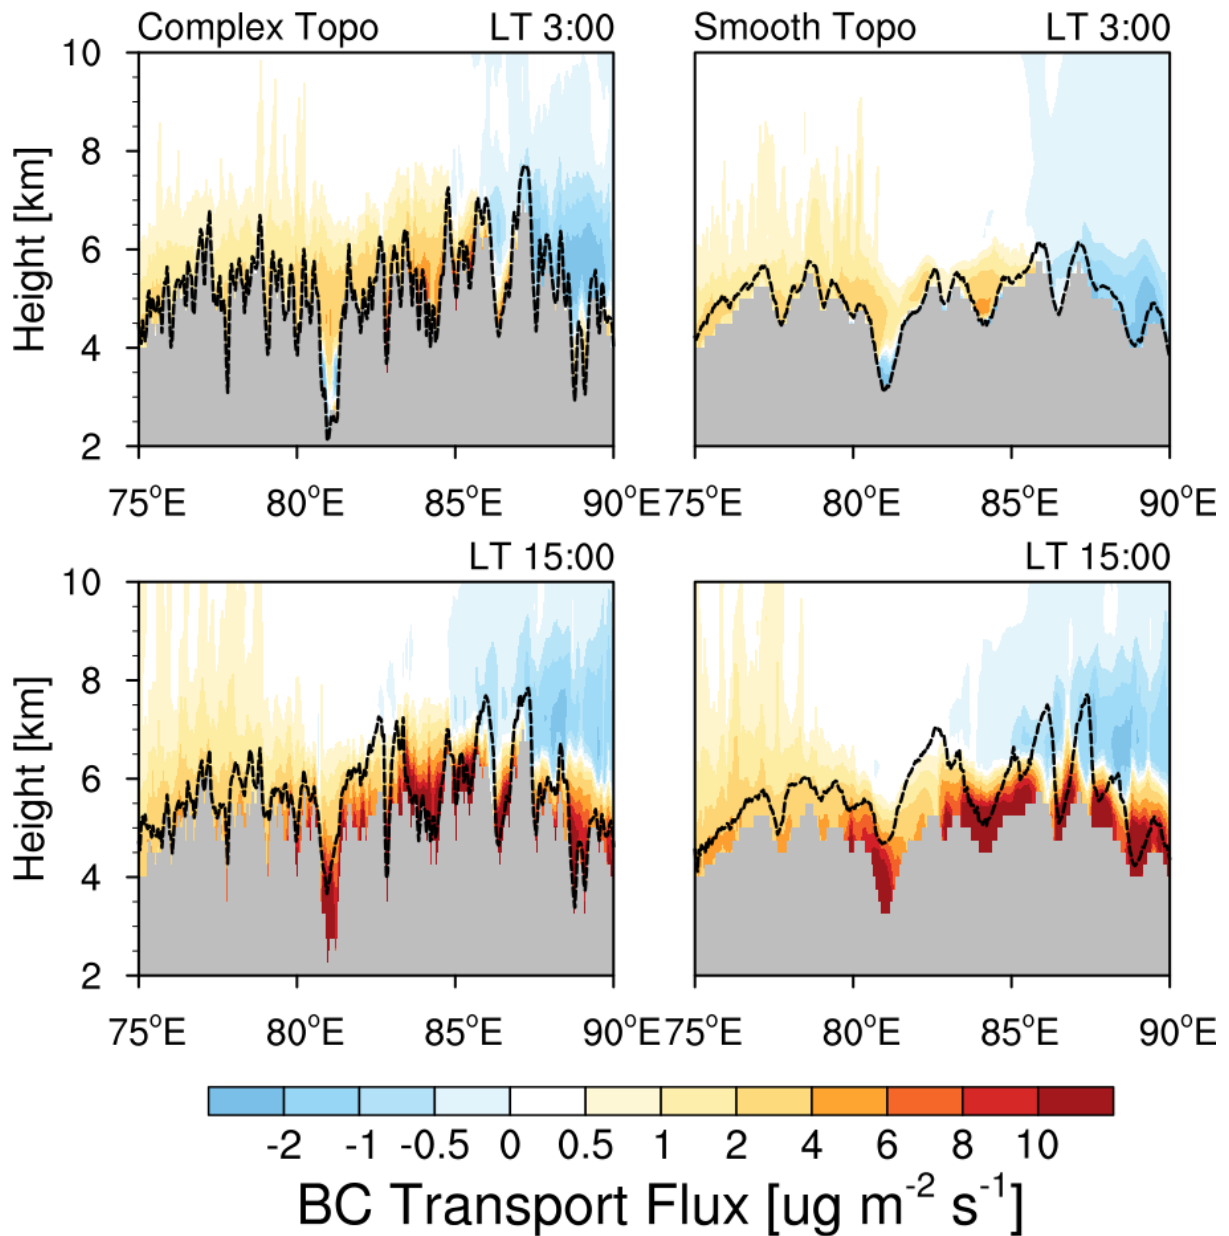 Complex Topo LT 3:00 Smooth Topo LT 3:00
10
8
6
4
2
Height [km]
75°E 80°E 85°E 90°E 75°E 80°E 85°E 90°E
LT 15:00 LT 15:00
10
8
6
4
2
Height [km]
75°E 80°E 85°E 90°E 75°E 80°E 85°E 90°E
-2 -1 -0.5 0 0.5 1 2 4 6 8 10
BC Transport Flux [ug m⁻² s⁻¹]